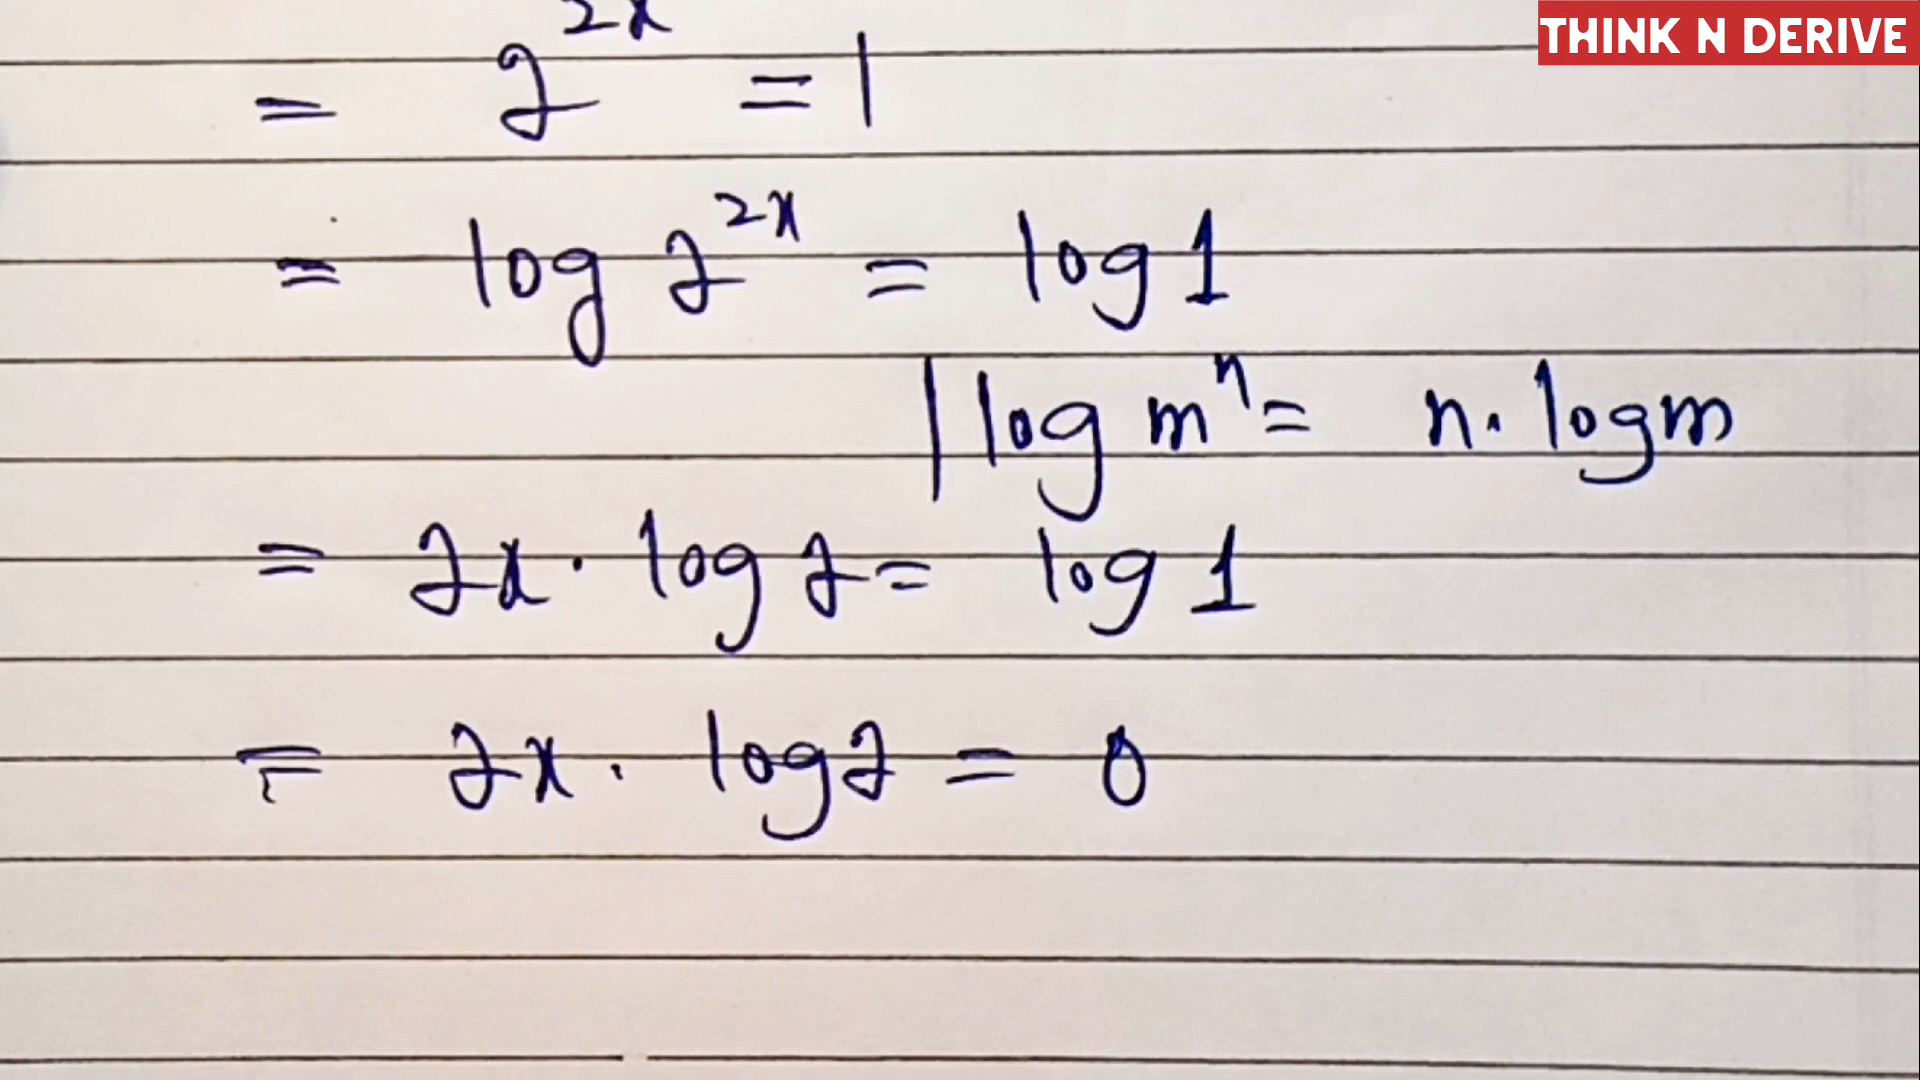 THINK N DERIVE
= 2^{2x} = 1
= log 2^{2x} = log 1
| log m^n = n. log m
= 2x . log 2 = log 1
= 2x . log 2 = 0